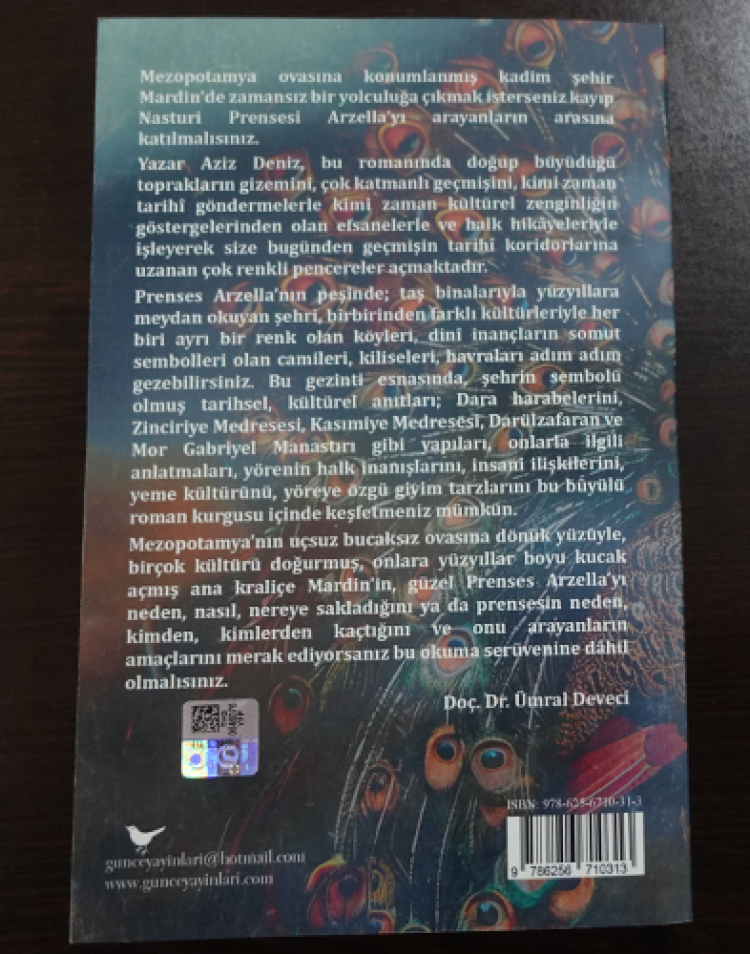 Mezopotamya ovasına konumlanmış kadim şehir
Mardin'de zamansız bir yolculuğa çıkmak isterseniz kayıp
Nasturi Prensesi Arzella'yı arayanların arasına
katılmalısınız.
Yazar Aziz Deniz, bu romanında doğup büyüdüğü
toprakların gizemini, çok katmanlı geçmişini, kimi zaman
tarihî göndermelerle kimi zaman kültürel zenginliğin
göstergelerinden olan efsanelerle ve halk hikâyeleriyle
işleyerek size bugünden geçmişin tarihî koridorlarına
uzanan çok renkli pencereler açmaktadır.
Prenses Arzella'nın peşinde; taş binalarıyla yüzyıllara
meydan okuyan şehri, birbirinden farklı kültürleriyle her
biri ayrı bir renk olan köyleri, dini inançların somut
sembolleri olan camileri, kiliseleri, havraları adım adım
gezebilirsiniz. Bu gezinti esnasında, şehrin sembolü
olmuş tarihsel, kültürel anıtları; Dara harabelerini,
Zinciriye Medresesi, Kasımiye Medresesi, Darülzafaran ve
Mor Gabriyel Manastırı gibi yapıları, onlarla ilgili
anlatmaları, yörenin halk inanışlarını, insani ilişkilerini,
yeme kültürünü, yöreye özgü giyim tarzlarını bu büyülü
roman kurgusu içinde keşfetmeniz mümkün.
Mezopotamya'nın uçsuz bucaksız ovasına dönük yüzüyle,
birçok kültürü doğurmuş, onlara yüzyıllar boyu kucak
açmış ana kraliçe Mardin'in, güzel Prenses Arzella'yı
neden, nasıl, nereye sakladığını ya da prensesin neden,
kimden, kimlerden kaçtığını ve onu arayanların
amaçlarını merak ediyorsanız bu okuma serüvenine dâhil
olmalısınız.
Doç. Dr. Ümral Deveci
ISBN: 978-625-6710-31-3
9 786256 710313
gunceyayinlari@hotmail.com
www.gunceyayinlari.com